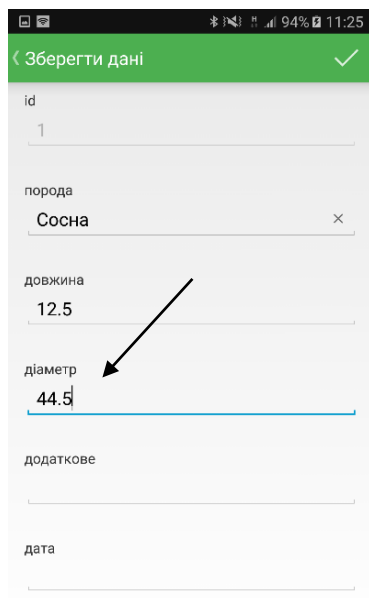 94% 11:25
Зберегти дані
id
1
порода
Сосна
довжина
12.5
діаметр
44.5
додаткове
дата